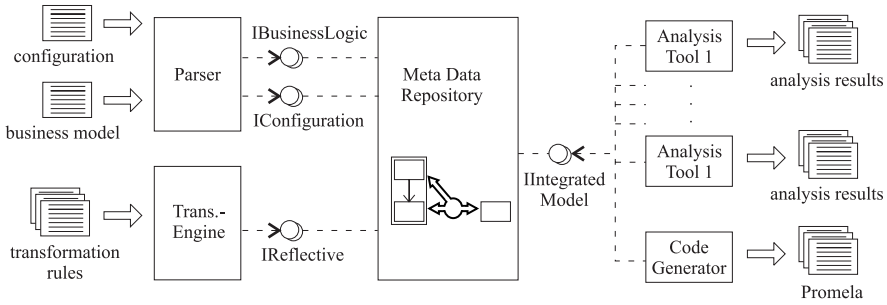 configuration
business model
transformation
rules
Parser
Trans.-
Engine
IBusinessLogic
IConfiguration
IReflective
Meta Data
Repository
IIntegrated
Model
Analysis
Tool 1
Analysis
Tool 1
Code
Generator
analysis results
analysis results
Promela